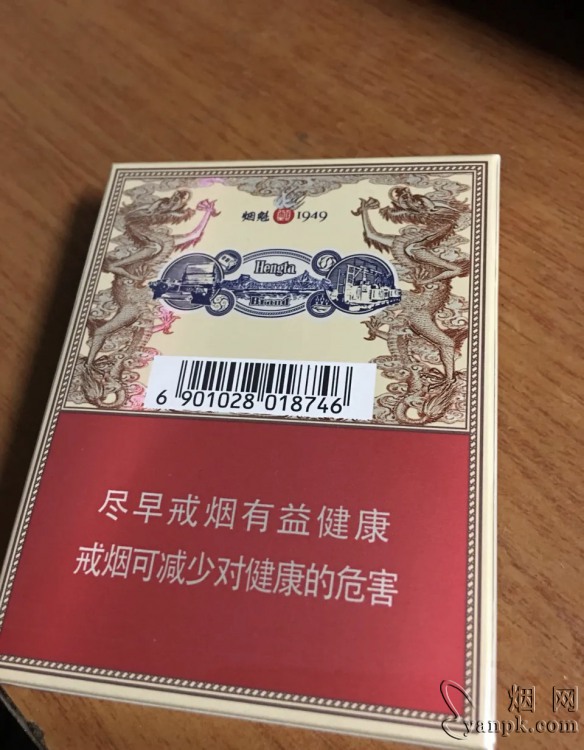 烟魁 1949
Hengta
Brand
6 901028 018746
尽早戒烟有益健康
戒烟可减少对健康的危害
烟网
yanpk.com